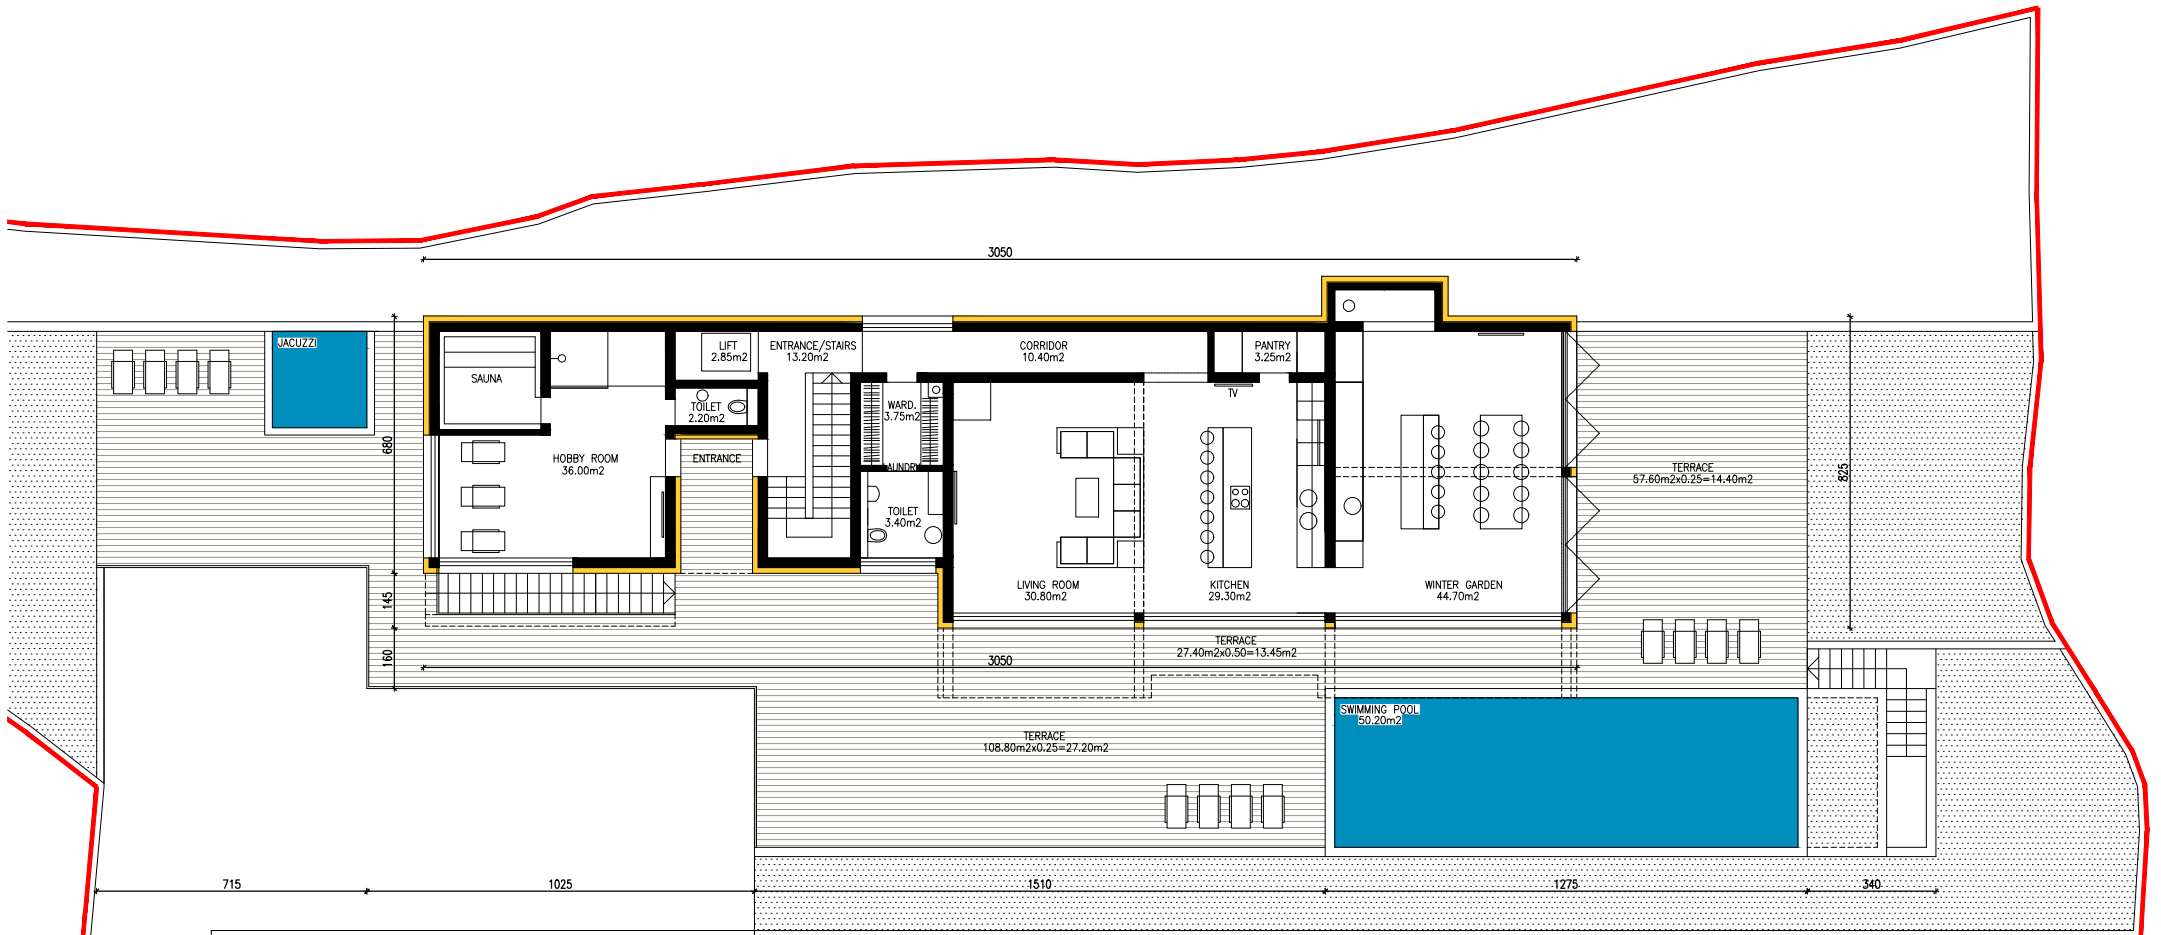 3050
JACUZZI
LIFT
2.85m2
ENTRANCE/STAIRS
13.20m2
CORRIDOR
10.40m2
PANTRY
3.25m2
SAUNA
TV
TOILET
2.20m2
WARD.
3.75m2
680
HOBBY ROOM
36.00m2
ENTRANCE
AUNDRY
TERRACE
57.60m2x0.25=14.40m2
825
TOILET
3.40m2
LIVING ROOM
30.80m2
KITCHEN
29.30m2
WINTER GARDEN
44.70m2
145
160
TERRACE
27.40m2x0.50=13.45m2
3050
SWIMMING POOL
50.20m2
TERRACE
108.80m2x0.25=27.20m2
715
1025
1510
1275
340